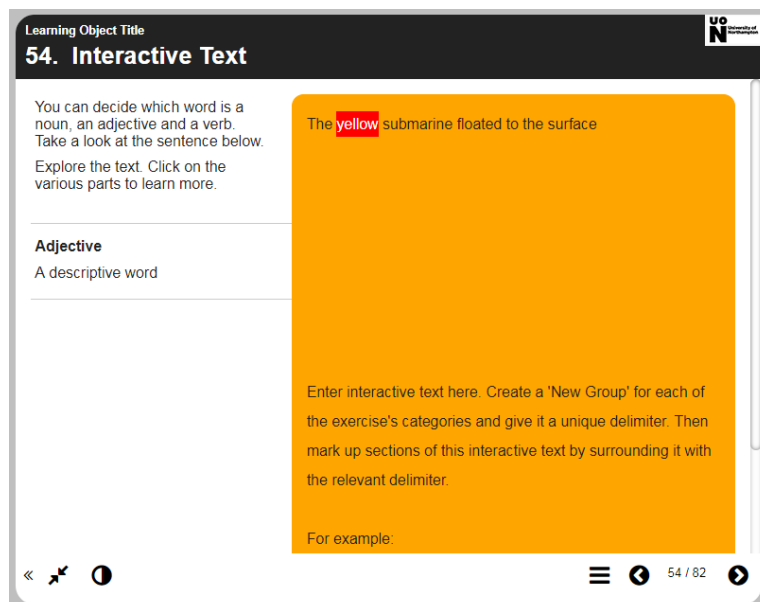 Learning Object Title
54. Interactive Text
UO
N University of
Northampton
You can decide which word is a
noun, an adjective and a verb.
Take a look at the sentence below.
Explore the text. Click on the
various parts to learn more.
Adjective
A descriptive word
The yellow submarine floated to the surface
Enter interactive text here. Create a 'New Group' for each of
the exercise's categories and give it a unique delimiter. Then
mark up sections of this interactive text by surrounding it with
the relevant delimiter.
For example:
54 / 82